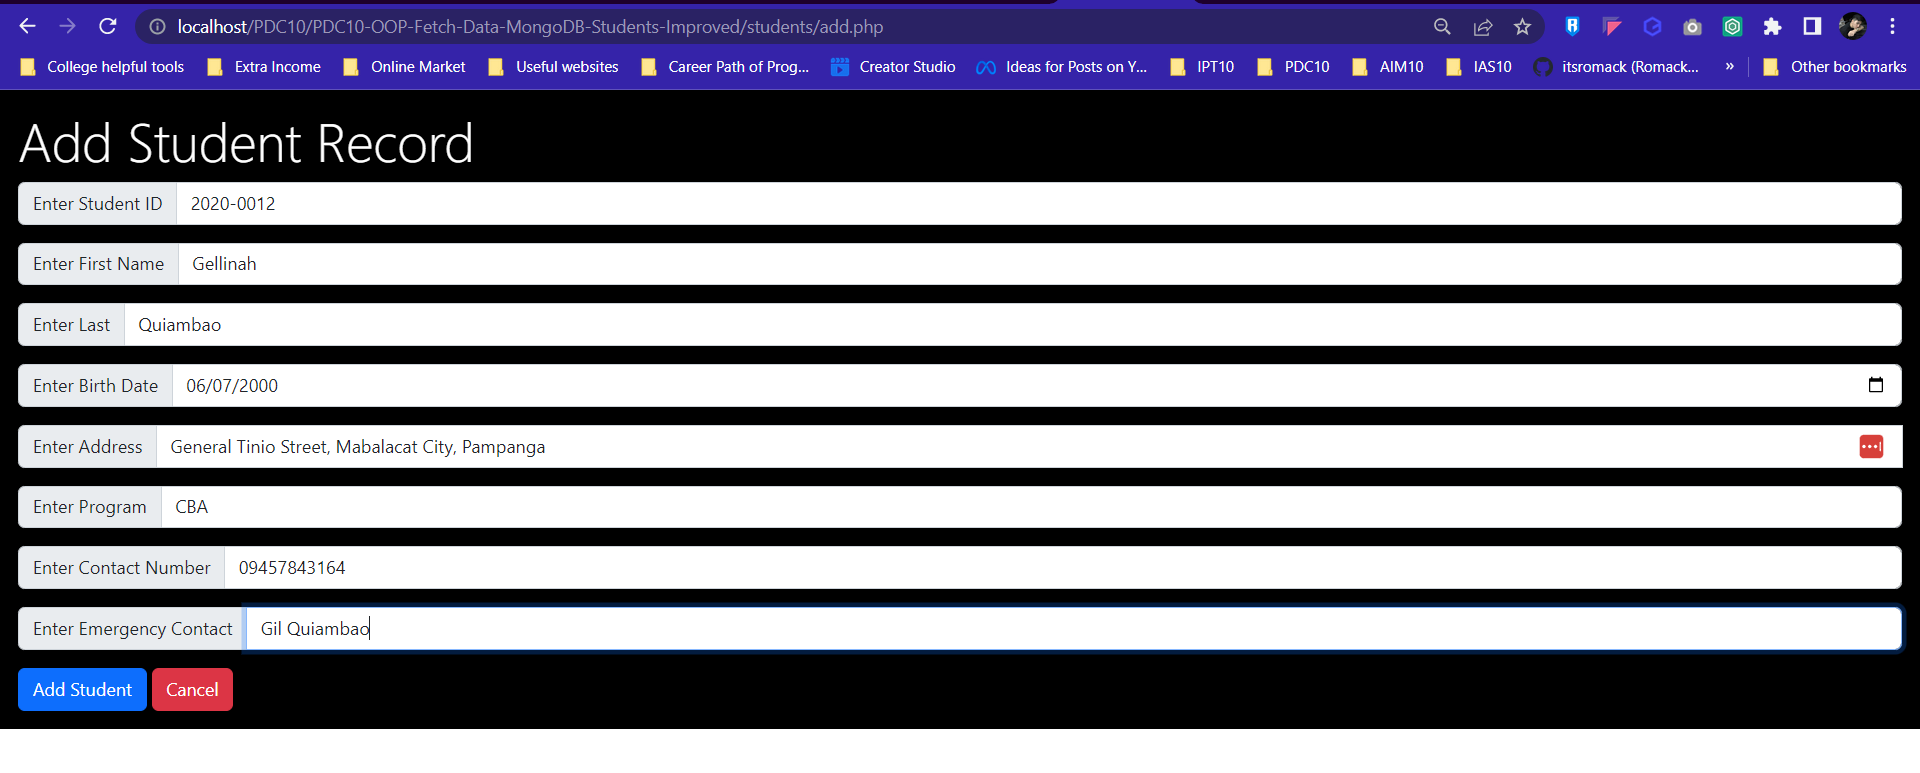 localhost/PDC10/PDC10-OOP-Fetch-Data-MongoDB-Students-Improved/students/add.php
College helpful tools Extra Income Online Market Useful websites Career Path of Prog... Creator Studio Ideas for Posts on Y... IPT10 PDC10 AIM10 IAS10 itsromack (Romack... » Other bookmarks
Add Student Record
Enter Student ID 2020-0012
Enter First Name Gellinah
Enter Last Quiambao
Enter Birth Date 06/07/2000
Enter Address General Tinio Street, Mabalacat City, Pampanga
Enter Program CBA
Enter Contact Number 09457843164
Enter Emergency Contact Gil Quiambao
Add Student Cancel